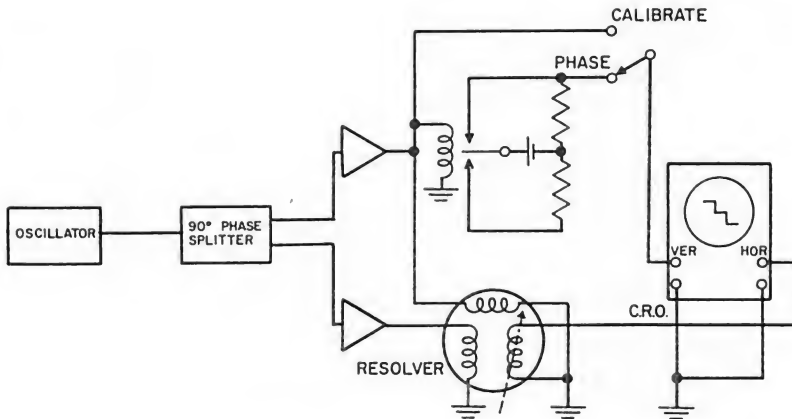 CALIBRATE
PHASE
OSCILLATOR
90° PHASE
SPLITTER
VER
HOR
C.R.O.
RESOLVER